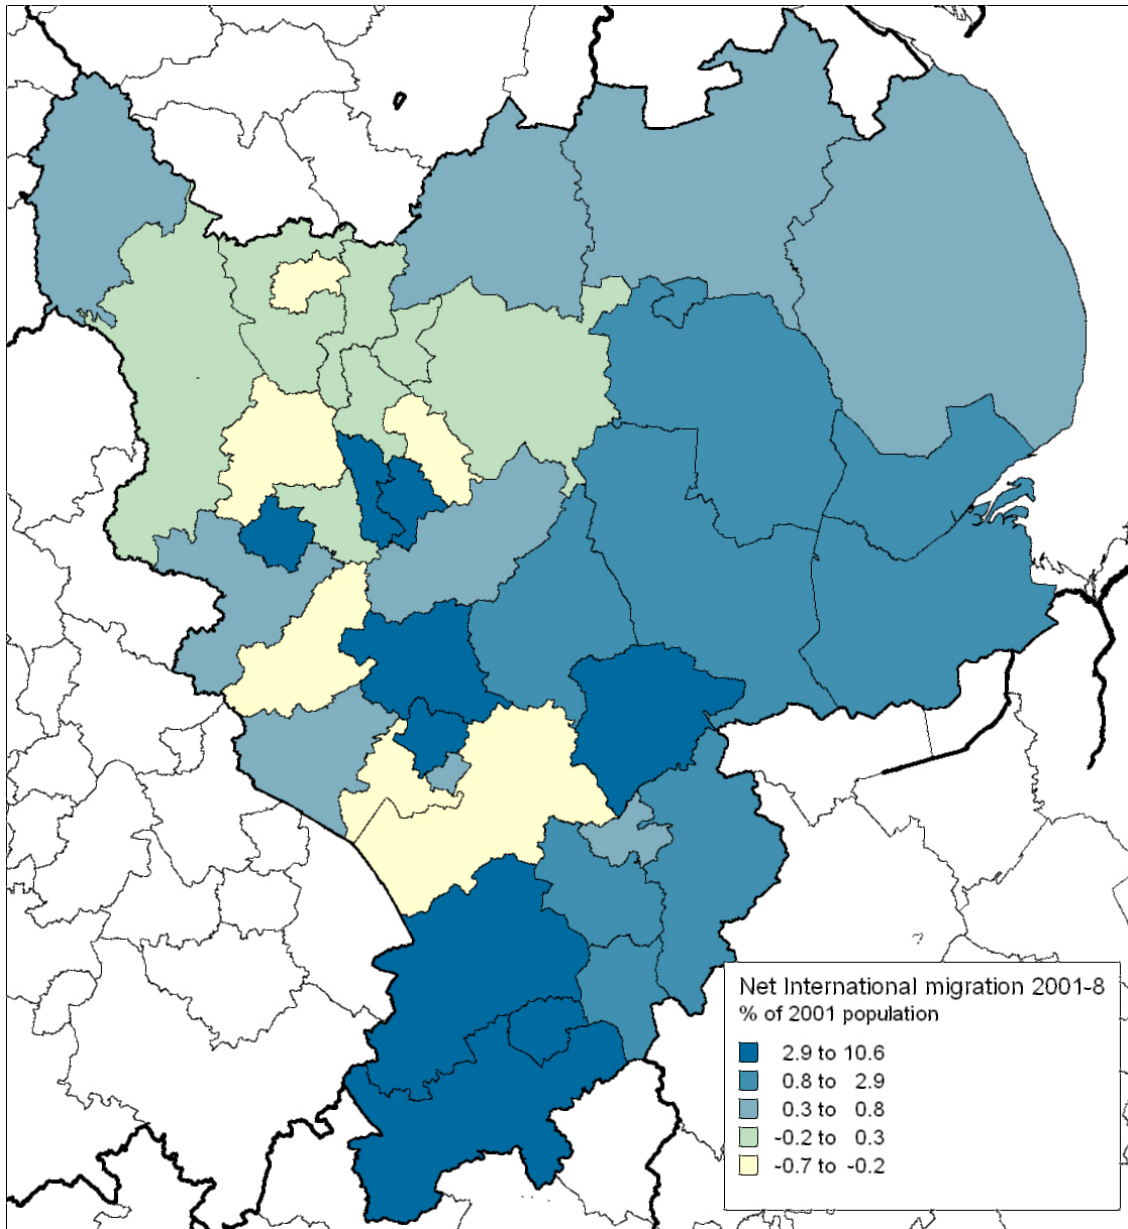 Net International migration 2001-8
% of 2001 population
2.9 to 10.6
0.8 to 2.9
0.3 to 0.8
-0.2 to 0.3
-0.7 to -0.2